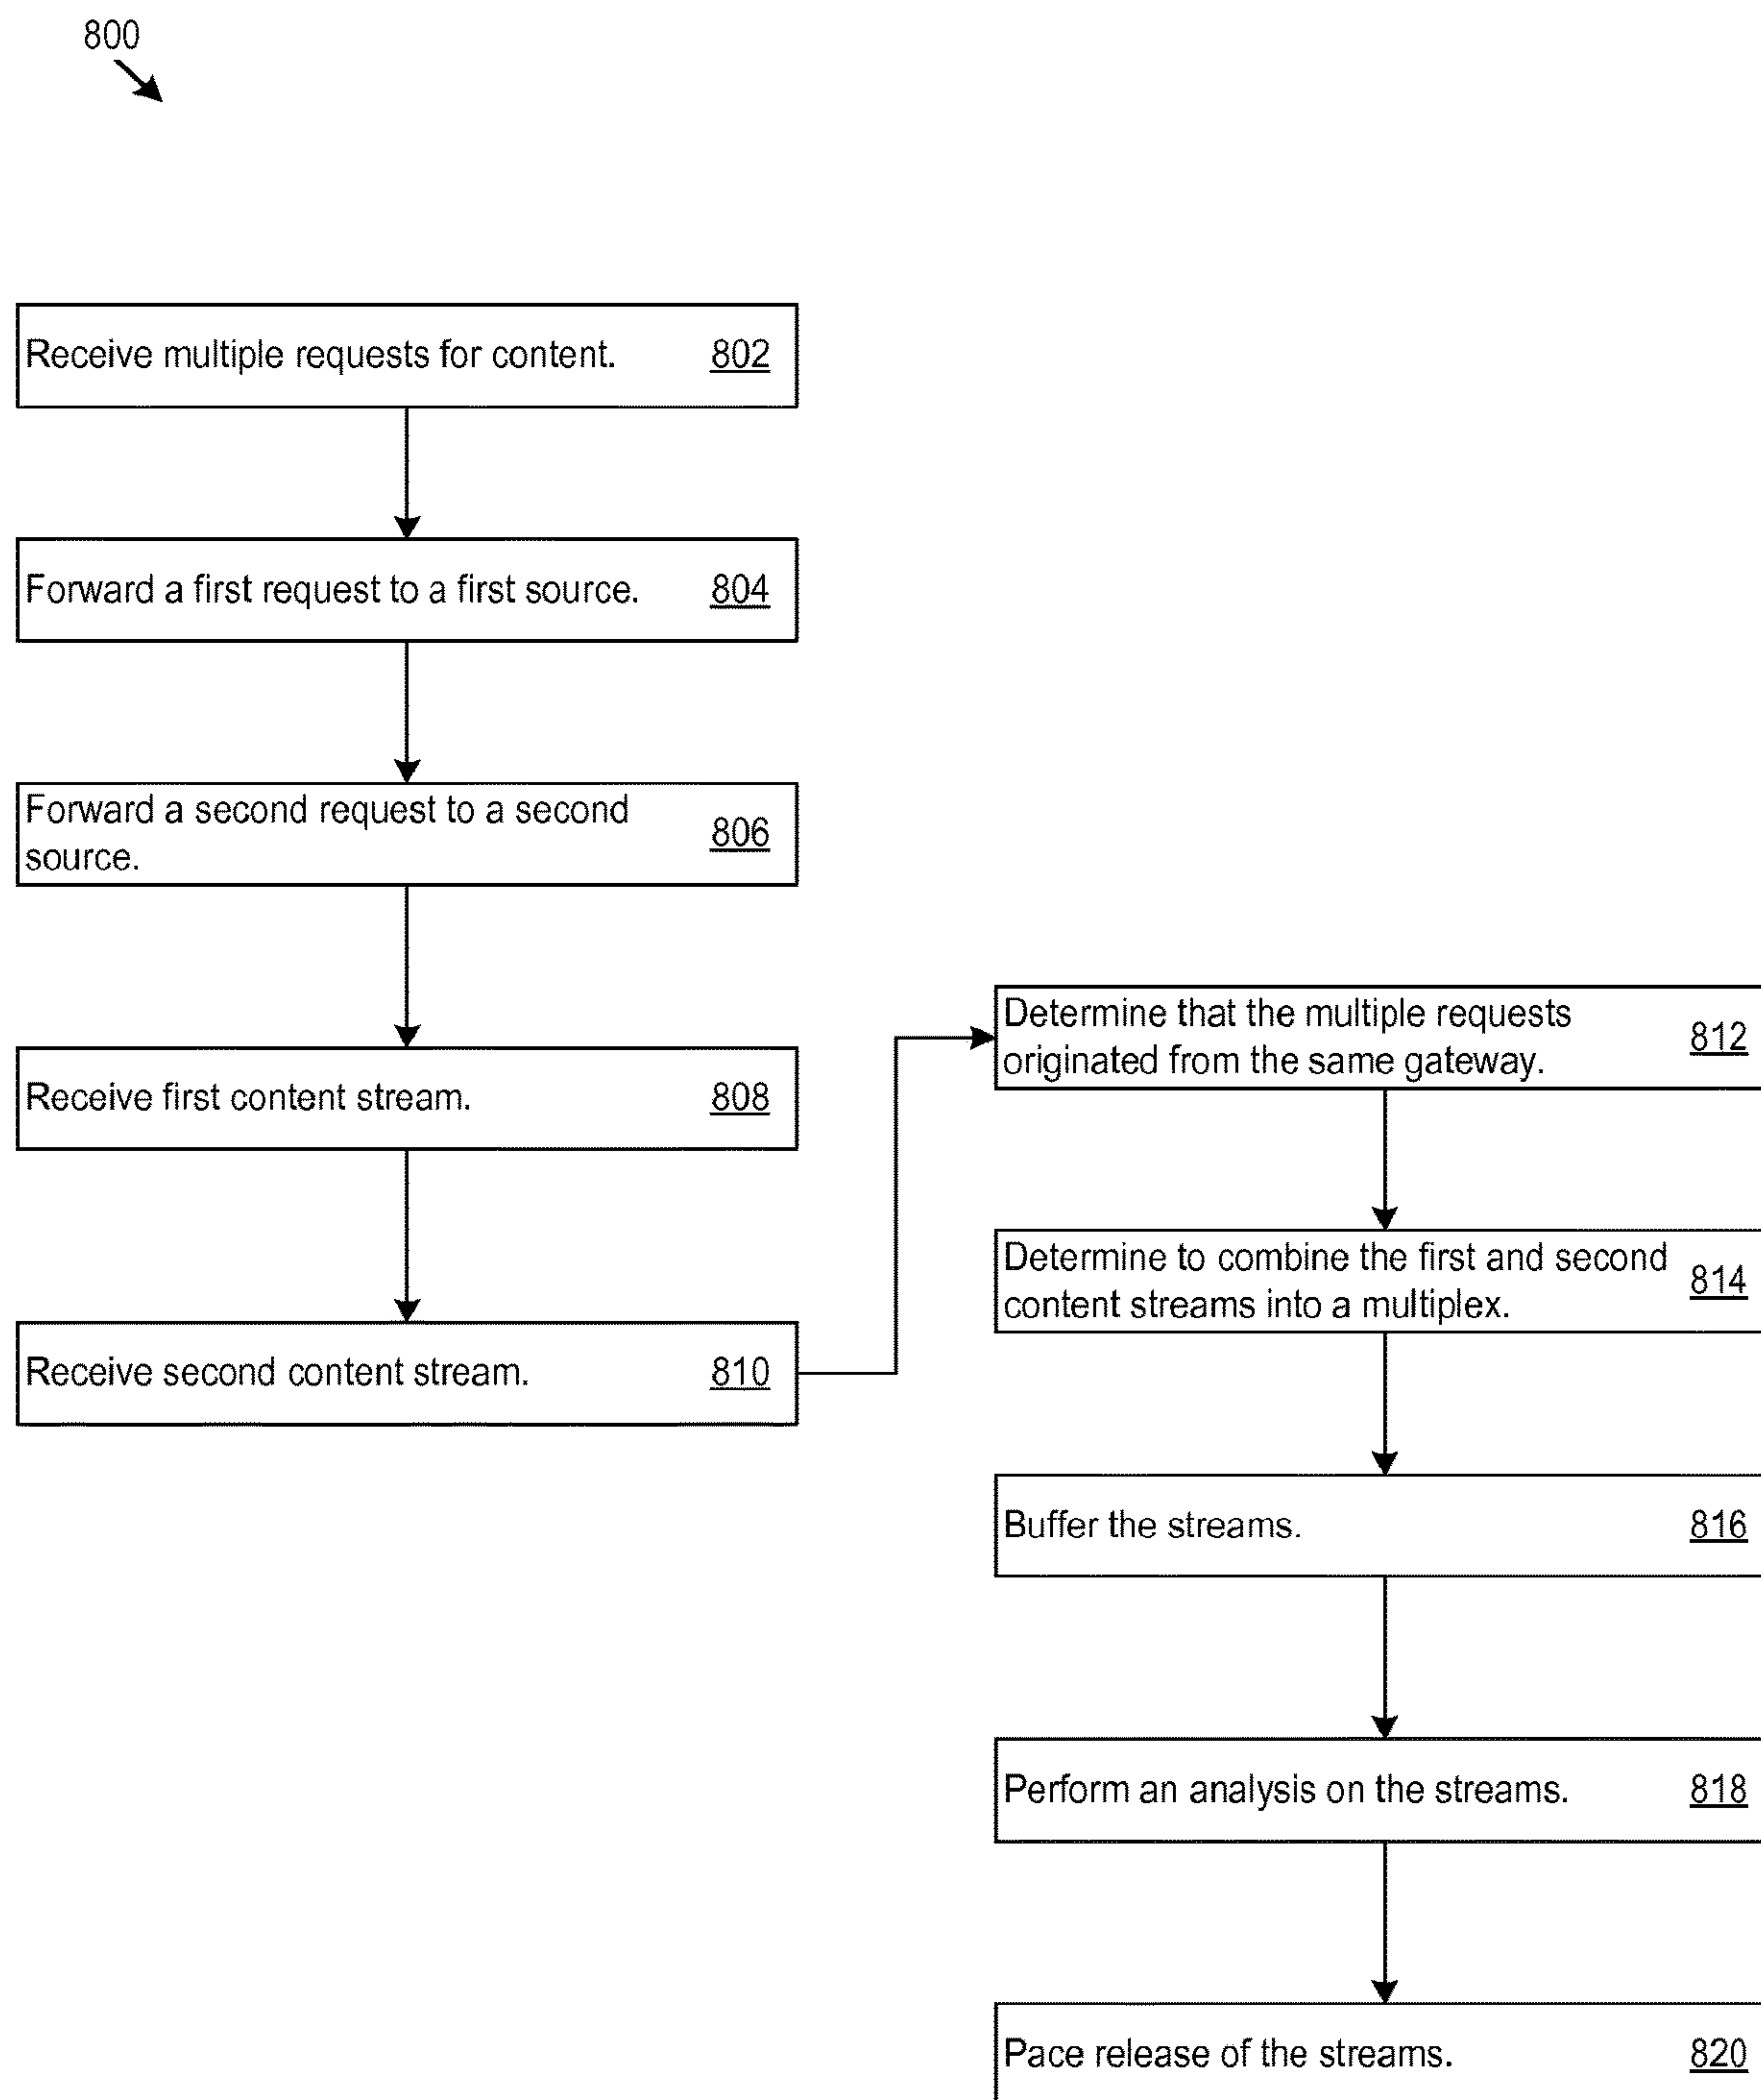 800
Receive multiple requests for content. 802
Forward a first request to a first source. 804
Forward a second request to a second
source. 806
Receive first content stream. 808
Receive second content stream. 810
Determine that the multiple requests
originated from the same gateway. 812
Determine to combine the first and second
content streams into a multiplex. 814
Buffer the streams. 816
Perform an analysis on the streams. 818
Pace release of the streams. 820